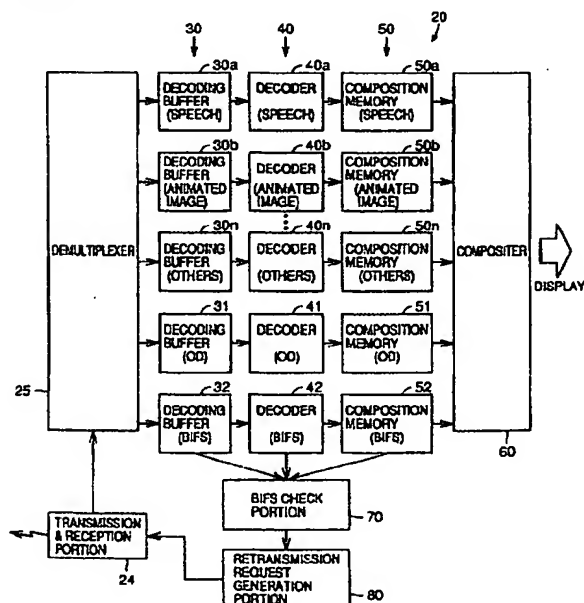 30
40
50
20
30a
40a
50a
DECODING
BUFFER
(SPEECH)
DECODER
(SPEECH)
COMPOSITION
MEMORY
(SPEECH)
30b
40b
50b
DECODING
BUFFER
(ANIMATED
IMAGE)
DECODER
(ANIMATED
IMAGE)
COMPOSITION
MEMORY
(ANIMATED
IMAGE)
30n
40n
50n
DEMULTIPLEXER
DECODING
BUFFER
(OTHERS)
DECODER
(OTHERS)
COMPOSITION
MEMORY
(OTHERS)
COMPOSITER
DISPLAY
31
41
51
DECODING
BUFFER
(OD)
DECODER
(OD)
COMPOSITION
MEMORY
(OD)
25
32
42
52
DECODING
BUFFER
(BIFS)
DECODER
(BIFS)
COMPOSITION
MEMORY
(BIFS)
60
BIFS CHECK
PORTION
70
TRANSMISSION
& RECEPTION
PORTION
24
RETRANSMISSION
REQUEST
GENERATION
PORTION
80